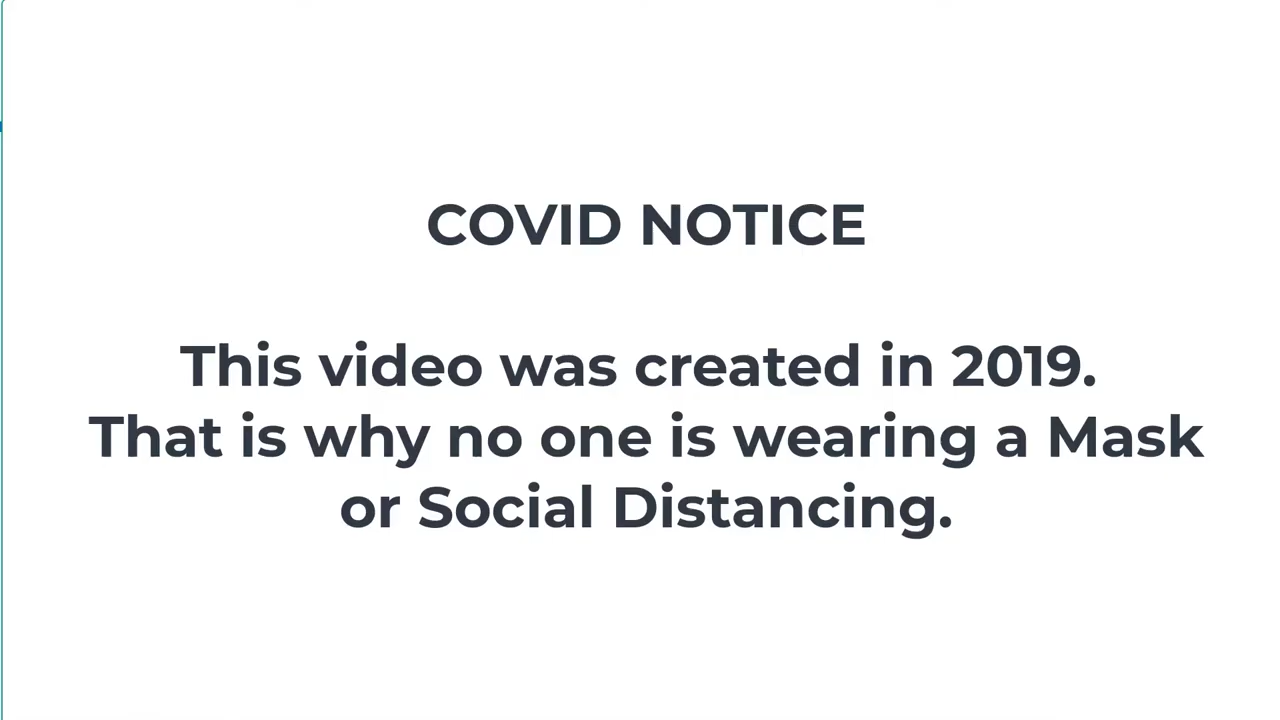 COVID NOTICE
This video was created in 2019.
That is why no one is wearing a Mask
or Social Distancing.